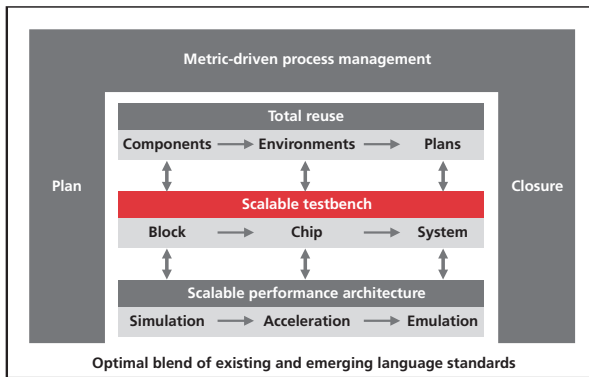 Metric-driven process management
Total reuse
Components Environments Plans
Plan
Closure
Scalable testbench
Block Chip System
Scalable performance architecture
Simulation Acceleration Emulation
Optimal blend of existing and emerging language standards